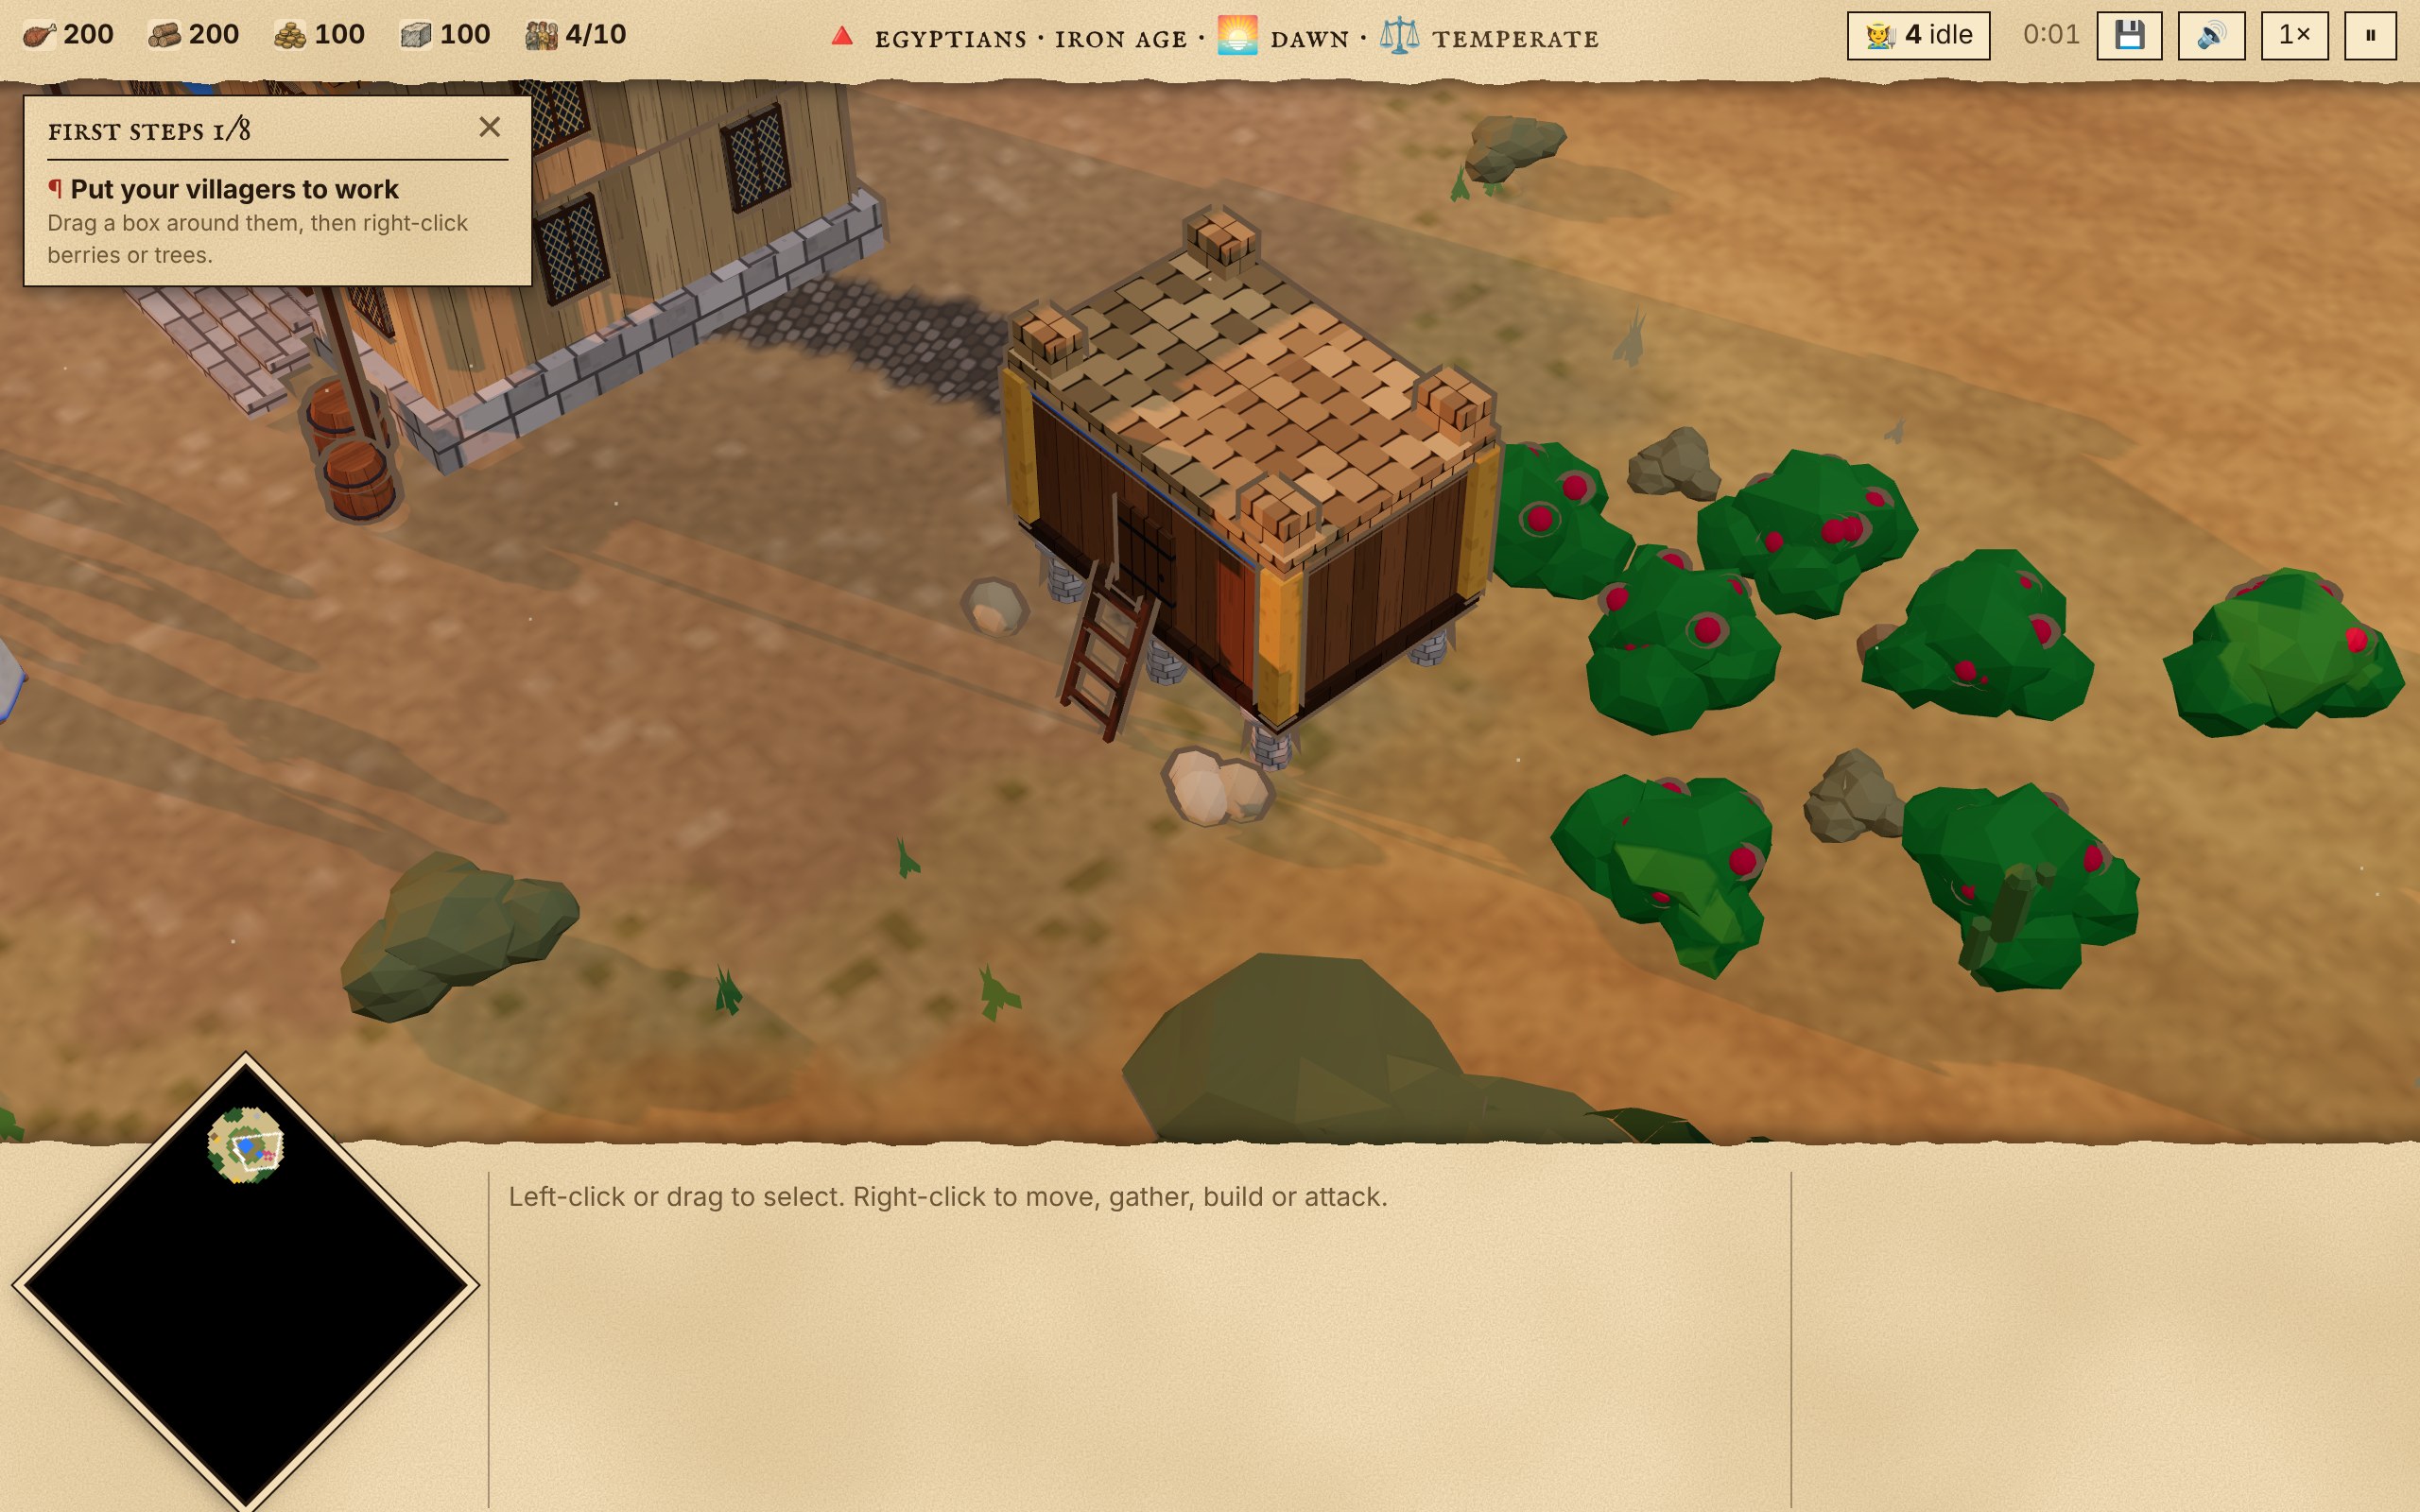 200 200 100 100 4/10
EGYPTIANS · IRON AGE · DAWN · TEMPERATE
4 idle 0:01 1×
FIRST STEPS 1/8 ✕
¶ Put your villagers to work
Drag a box around them, then right-click
berries or trees.
Left-click or drag to select. Right-click to move, gather, build or attack.